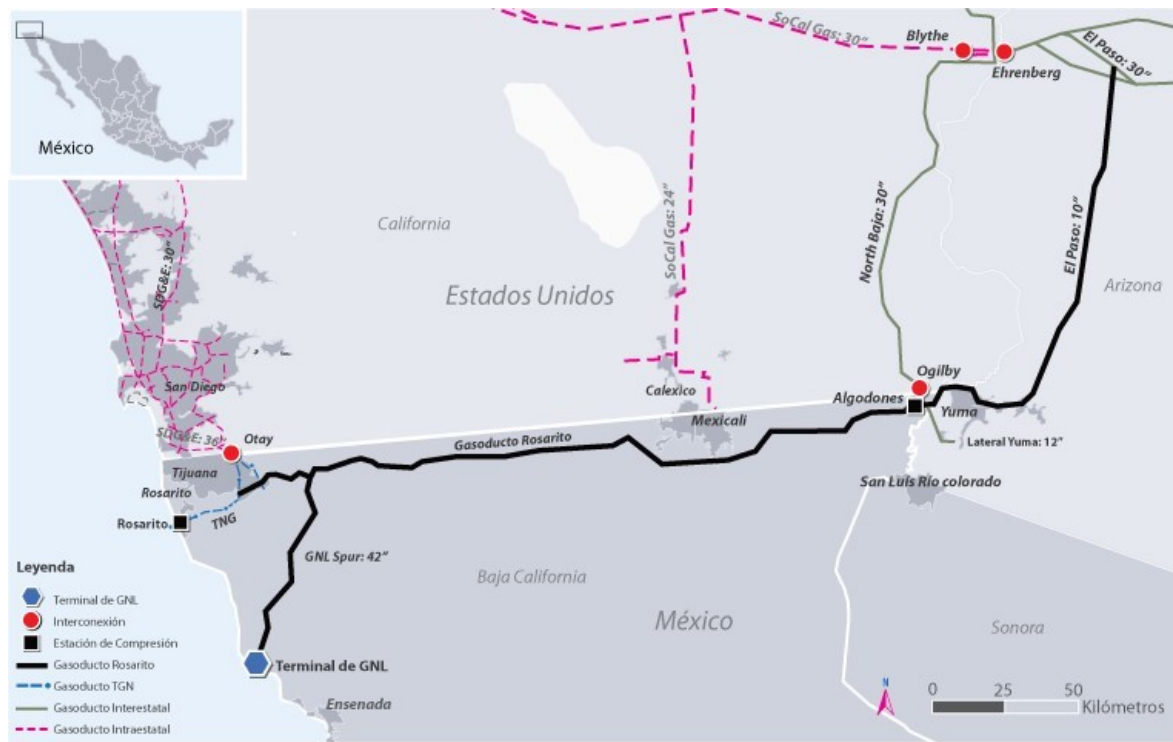 México
SoCal Gas: 30"
Blythe
Ehrenberg
El Paso: 30"
California
SoCal Gas: 24"
SDG&E: 30"
Estados Unidos
North Baja: 30"
El Paso: 10"
Arizona
San Diego
Calexico
Ogilby
Algodones
Yuma
Mexicali
SDG&E: 36"
Otay
Gasoducto Rosarito
Lateral Yuma: 12"
Tijuana
San Luis Rio colorado
Rosarito
Rosarito
TNG
GNL Spur: 42"
Baja California
México
Sonora
Terminal de GNL
Ensenada
Leyenda
Terminal de GNL
Interconexión
Estación de Compresión
Gasoducto Rosarito
Gasoducto TGN
Gasoducto Interestatal
Gasoducto Intraestatal
N
0 25 50
Kilómetros